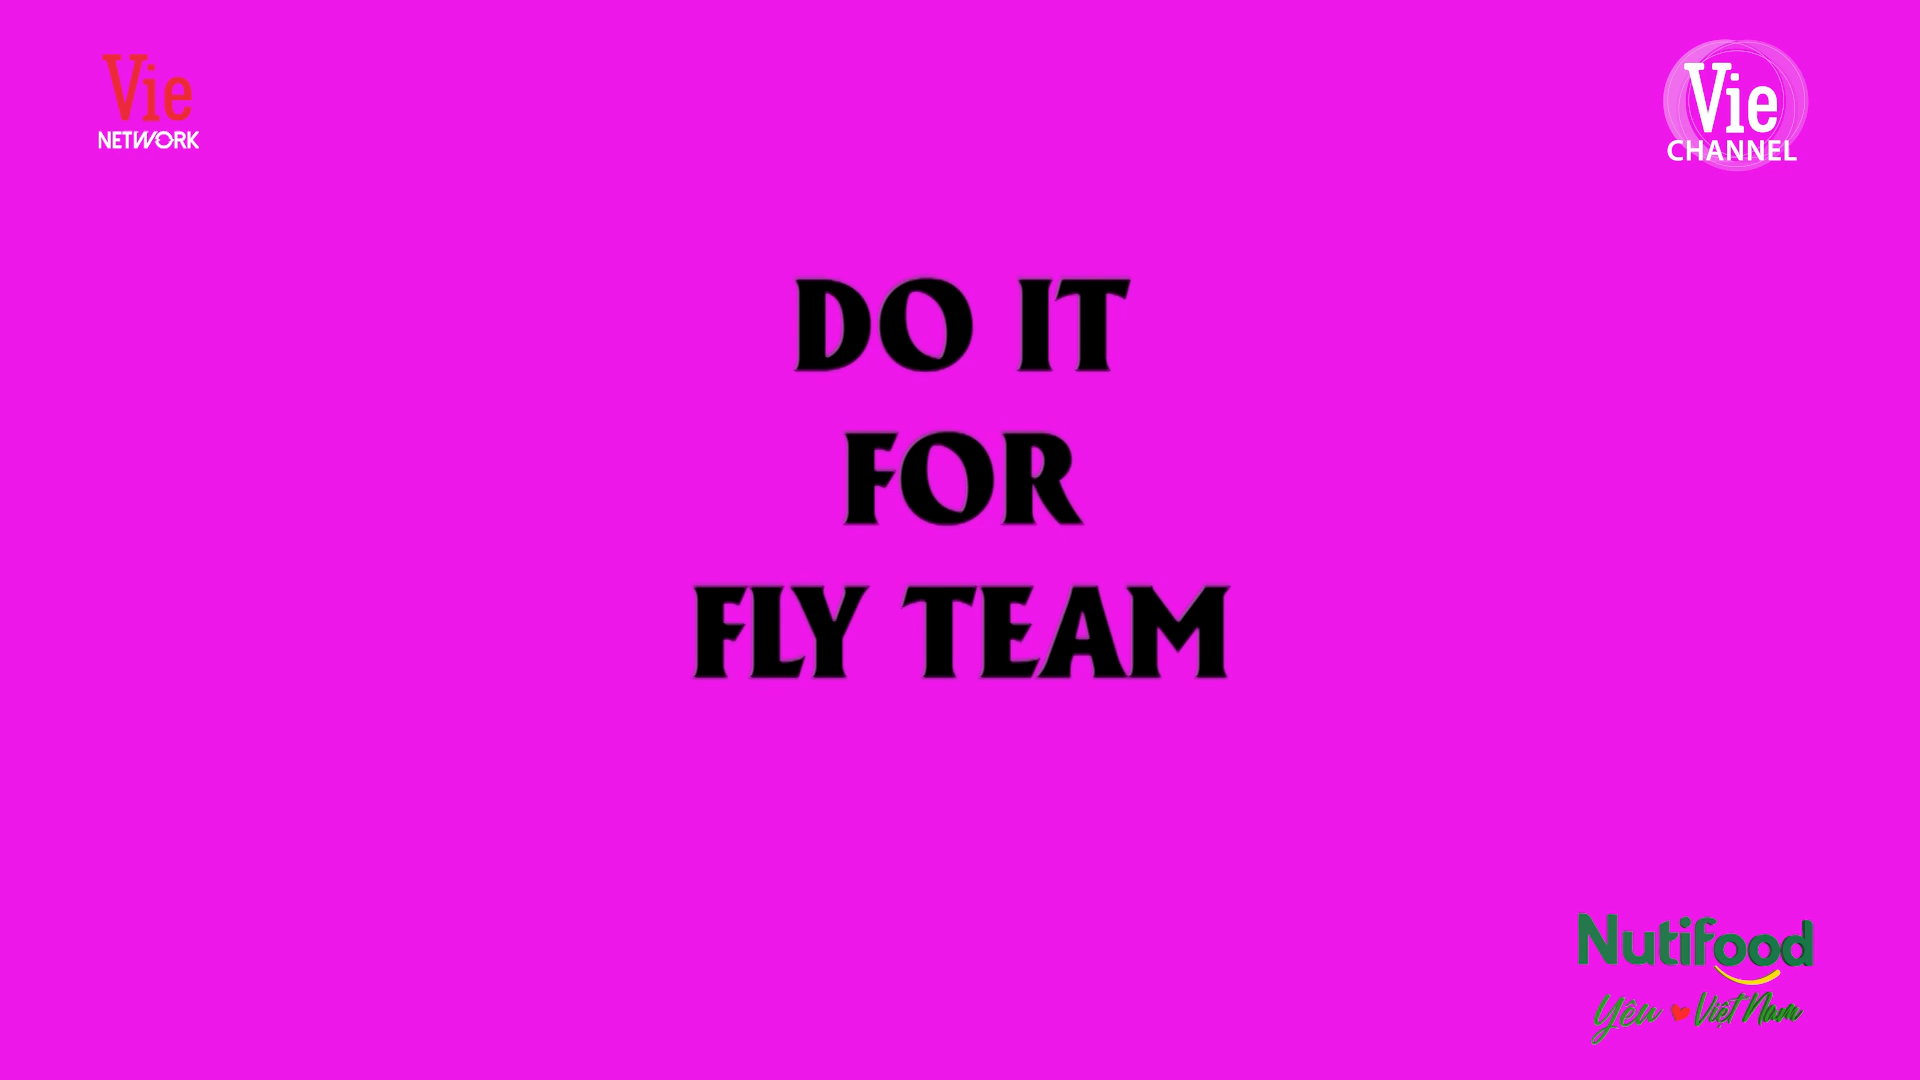 Vie
NETWORK
Vie
CHANNEL
DO IT
FOR
FLY TEAM
Nutifood
Yêu Việt Nam